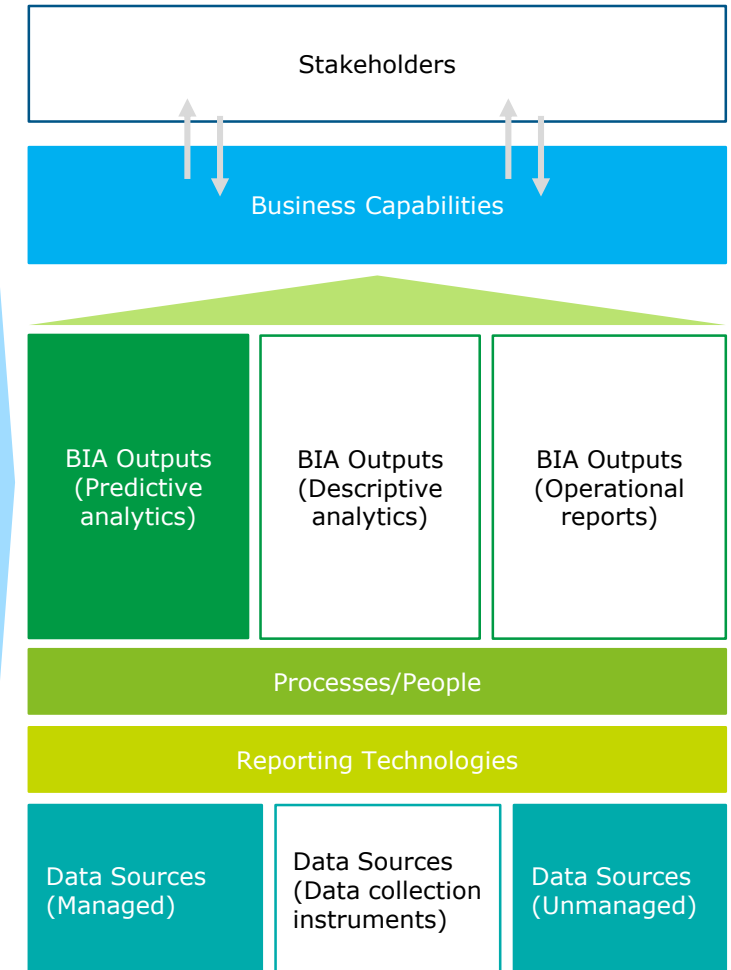 Stakeholders
Business Capabilities
BIA Outputs
(Predictive
analytics)
BIA Outputs
(Descriptive
analytics)
BIA Outputs
(Operational
reports)
Processes/People
Reporting Technologies
Data Sources
(Managed)
Data Sources
(Data collection
instruments)
Data Sources
(Unmanaged)